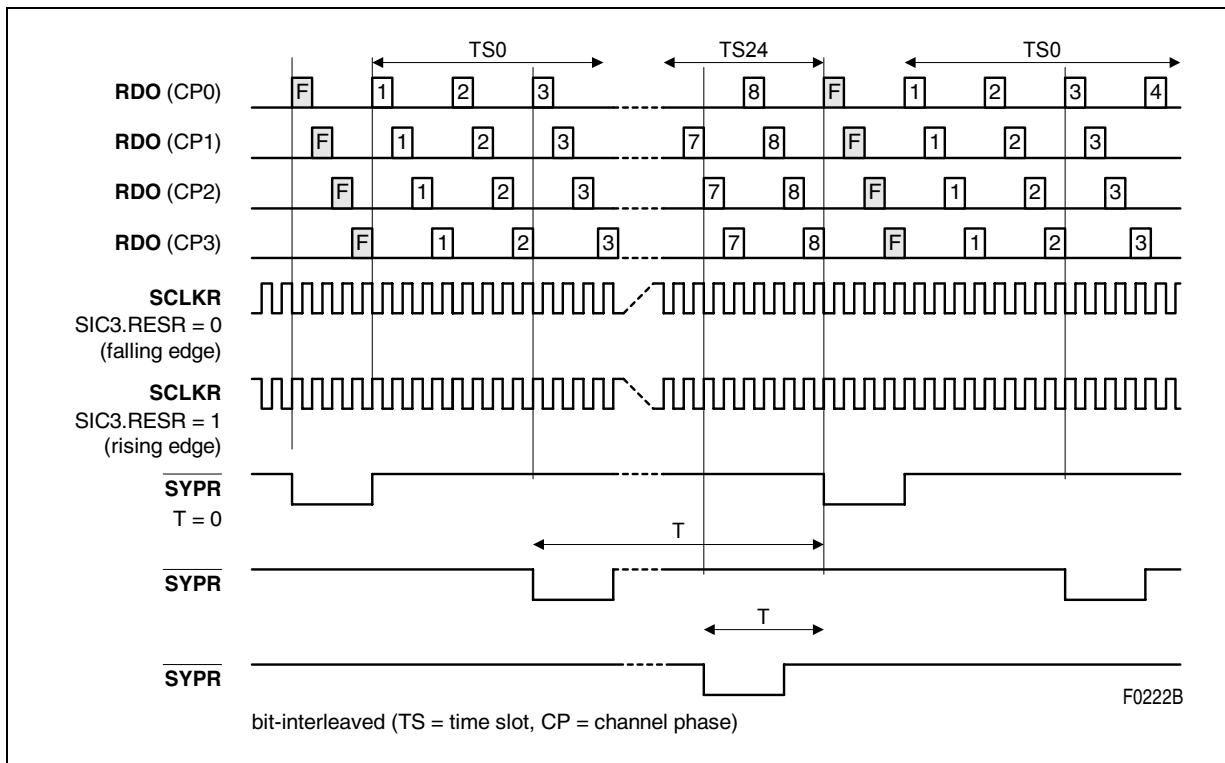 TS0 TS24 TS0
RDO (CP0) F 1 2 3 8 F 1 2 3 4
RDO (CP1) F 1 2 3 7 8 F 1 2 3
RDO (CP2) F 1 2 3 7 8 F 1 2 3
RDO (CP3) F 1 2 3 7 8 F 1 2 3
SCLKR
SIC3.RESR = 0
(falling edge)
SCLKR
SIC3.RESR = 1
(rising edge)
SYPR
T = 0
T
SYPR
T
SYPR
F0222B
bit-interleaved (TS = time slot, CP = channel phase)